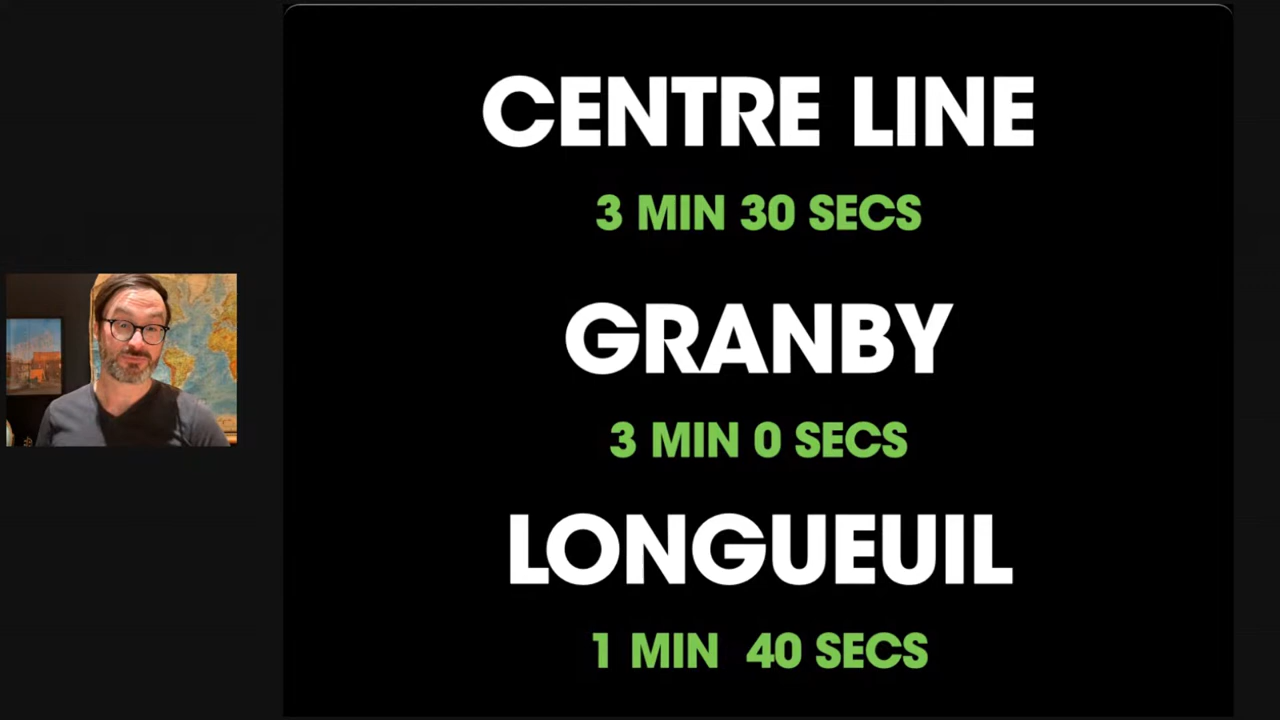 CENTRE LINE
3 MIN 30 SECS
GRANBY
3 MIN 0 SECS
LONGUEUIL
1 MIN 40 SECS